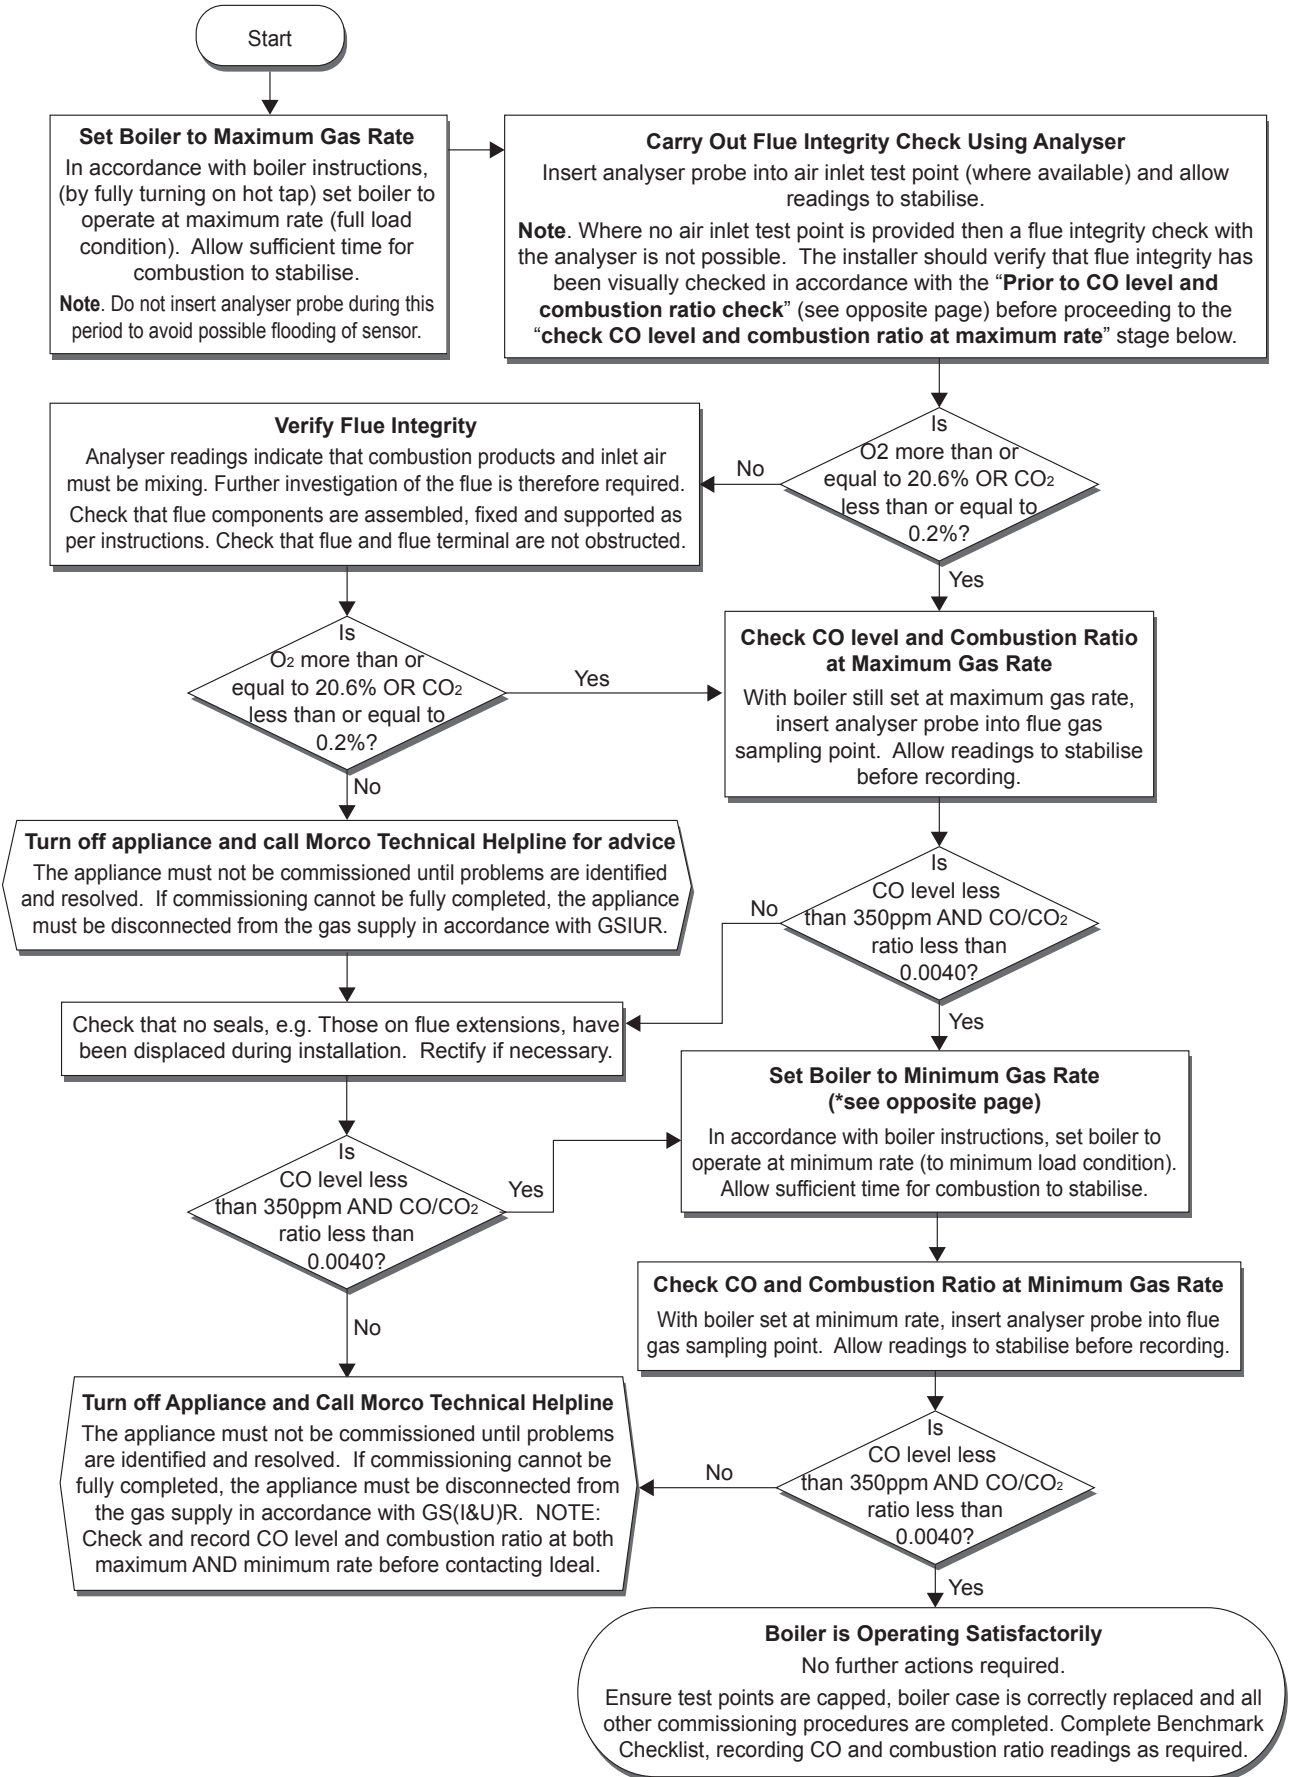 Start
Set Boiler to Maximum Gas Rate
In accordance with boiler instructions,
(by fully turning on hot tap) set boiler to
operate at maximum rate (full load
condition). Allow sufficient time for
combustion to stabilise.
Note. Do not insert analyser probe during this
period to avoid possible flooding of sensor.
Carry Out Flue Integrity Check Using Analyser
Insert analyser probe into air inlet test point (where available) and allow
readings to stabilise.
Note. Where no air inlet test point is provided then a flue integrity check with
the analyser is not possible. The installer should verify that flue integrity has
been visually checked in accordance with the “Prior to CO level and
combustion ratio check” (see opposite page) before proceeding to the
“check CO level and combustion ratio at maximum rate” stage below.
Is
O2 more than or
equal to 20.6% OR CO2
less than or equal to
0.2%?
No
Yes
Verify Flue Integrity
Analyser readings indicate that combustion products and inlet air
must be mixing. Further investigation of the flue is therefore required.
Check that flue components are assembled, fixed and supported as
per instructions. Check that flue and flue terminal are not obstructed.
Is
O2 more than or
equal to 20.6% OR CO2
less than or equal to
0.2%?
Yes
No
Check CO level and Combustion Ratio
at Maximum Gas Rate
With boiler still set at maximum gas rate,
insert analyser probe into flue gas
sampling point. Allow readings to stabilise
before recording.
Turn off appliance and call Morco Technical Helpline for advice
The appliance must not be commissioned until problems are identified
and resolved. If commissioning cannot be fully completed, the appliance
must be disconnected from the gas supply in accordance with GSIUR.
Is
CO level less
than 350ppm AND CO/CO2
ratio less than
0.0040?
No
Yes
Check that no seals, e.g. Those on flue extensions, have
been displaced during installation. Rectify if necessary.
Set Boiler to Minimum Gas Rate
(*see opposite page)
In accordance with boiler instructions, set boiler to
operate at minimum rate (to minimum load condition).
Allow sufficient time for combustion to stabilise.
Is
CO level less
than 350ppm AND CO/CO2
ratio less than
0.0040?
Yes
No
Check CO and Combustion Ratio at Minimum Gas Rate
With boiler set at minimum rate, insert analyser probe into flue
gas sampling point. Allow readings to stabilise before recording.
Turn off Appliance and Call Morco Technical Helpline
The appliance must not be commissioned until problems
are identified and resolved. If commissioning cannot be
fully completed, the appliance must be disconnected from
the gas supply in accordance with GS(I&U)R. NOTE:
Check and record CO level and combustion ratio at both
maximum AND minimum rate before contacting Ideal.
Is
CO level less
than 350ppm AND CO/CO2
ratio less than
0.0040?
No
Yes
Boiler is Operating Satisfactorily
No further actions required.
Ensure test points are capped, boiler case is correctly replaced and all
other commissioning procedures are completed. Complete Benchmark
Checklist, recording CO and combustion ratio readings as required.